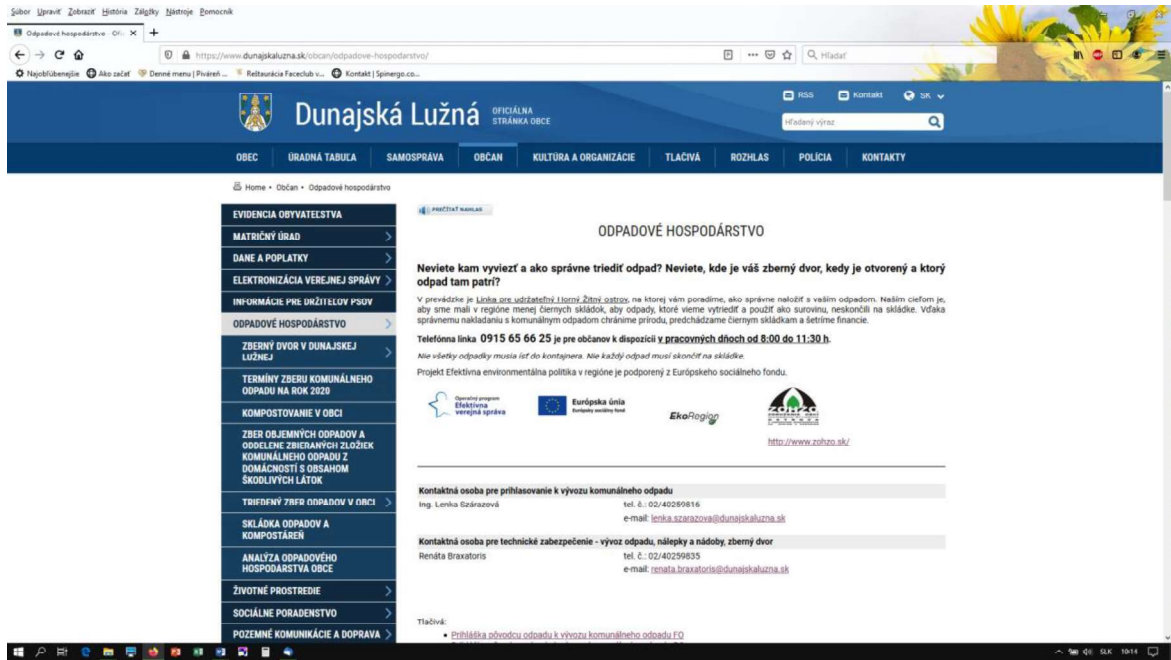 Súbor Upraviť Zobraziť História Záložky Nástroje Pomocník
Odpadové hospodárstvo
https://www.dunajskaluzna.sk/obcan/odpadove-hospodarstvo/
Hľadať
Najobľúbenejšie Ako začať Denné menu | Piváreň ... Reštaurácia Faceclub v... Kontakt | Spinergo.co...
RSS Kontakt SK
Dunajská Lužná OFICIÁLNA
STRÁNKA OBCE
Hľadaný výraz
OBEC ÚRADNÁ TABUĽA SAMOSPRÁVA OBČAN KULTÚRA A ORGANIZÁCIE TLAČIVÁ ROZHLAS POLÍCIA KONTAKTY
Home • Občan • Odpadové hospodárstvo
EVIDENCIA OBYVATEĽSTVA
MATRIČNÝ ÚRAD
DANE A POPLATKY
ELEKTRONIZÁCIA VEREJNEJ SPRÁVY
INFORMÁCIE PRE DRŽITEĽOV PSOV
ODPADOVÉ HOSPODÁRSTVO
ZBERNÝ DVOR V DUNAJSKEJ
LUŽNEJ
TERMÍNY ZBERU KOMUNÁLNEHO
ODPADU NA ROK 2020
KOMPOSTOVANIE V OBCI
ZBER OBJEMNÝCH ODPADOV A
ODDELENE ZBIERANÝCH ZLOŽIEK
KOMUNÁLNEHO ODPADU Z
DOMÁCNOSTÍ S OBSAHOM
ŠKODLIVÝCH LÁTOK
TRIEDENÝ ZBER ODPADOV V OBCI
SKLÁDKA ODPADOV A
KOMPOSTÁREŇ
ANALÝZA ODPADOVÉHO
HOSPODÁRSTVA OBCE
ŽIVOTNÉ PROSTREDIE
SOCIÁLNE PORADENSTVO
POZEMNÉ KOMUNIKÁCIE A DOPRAVA
PREČÍTAŤ NAHLAS
ODPADOVÉ HOSPODÁRSTVO
Neviete kam vyviezť a ako správne triediť odpad? Neviete, kde je váš zberný dvor, kedy je otvorený a ktorý
odpad tam patrí?
V prevádzke je Linka pre udržateľný Horný Žitný ostrov, na ktorej vám poradíme, ako správne naložiť s vaším odpadom. Naším cieľom je,
aby sme mali v regióne menej čiernych skládok, aby odpady, ktoré vieme vytriediť a použiť ako surovinu, neskončili na skládke. Vďaka
správnemu nakladaniu s komunálnym odpadom chránime prírodu, predchádzame čiernym skládkam a šetríme financie.
Telefónna linka 0915 65 66 25 je pre občanov k dispozícii v pracovných dňoch od 8:00 do 11:30 h.
Nie všetky odpadky musia ísť do kontajnera. Nie každý odpad musí skončiť na skládke.
Projekt Efektívna environmentálna politika v regióne je podporený z Európskeho sociálneho fondu.
Operačný program
Efektívna
verejná správa
Európska únia
Európsky sociálny fond
EkoRegion
ZOHZO
http://www.zohzo.sk/
Kontaktná osoba pre prihlasovanie k vývozu komunálneho odpadu
Ing. Lenka Szárazová tel. č.: 02/40259816
e-mail: lenka.szarazova@dunajskaluzna.sk
Kontaktná osoba pre technické zabezpečenie - vývoz odpadu, nálepky a nádoby, zberný dvor
Renáta Braxatoris tel. č.: 02/40259835
e-mail: renata.braxatoris@dunajskaluzna.sk
Tlačivá:
• Prihláška pôvodcu odpadu k vývozu komunálneho odpadu FO
SLK 10:14